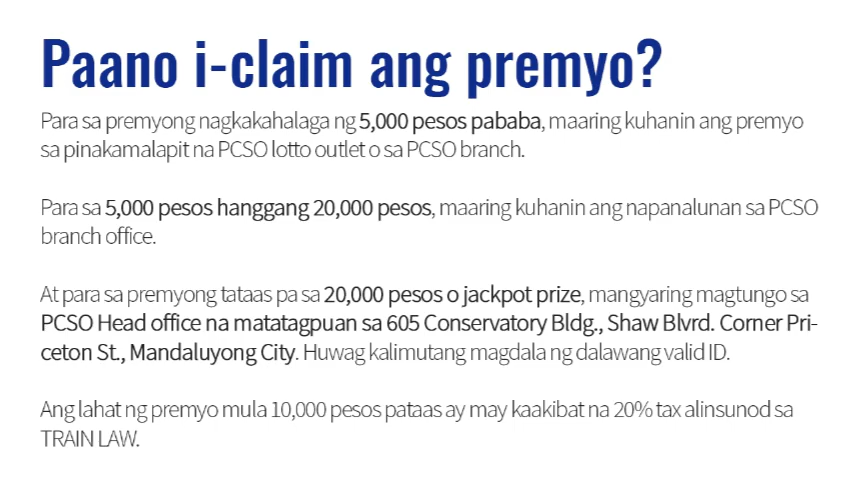 Paano i-claim ang premyo?
Para sa premyong nagkakahalaga ng 5,000 pesos pababa, maaring kuhanin ang premyo
sa pinakamalapit na PCSO lotto outlet o sa PCSO branch.
Para sa 5,000 pesos hanggang 20,000 pesos, maaring kuhanin ang napanalunan sa PCSO
branch office.
At para sa premyong tataas pa sa 20,000 pesos o jackpot prize, mangyaring magtungo sa
PCSO Head office na matatagpuan sa 605 Conservatory Bldg., Shaw Blvrd. Corner Pri-
ceton St., Mandaluyong City. Huwag kalimutang magdala ng dalawang valid ID.
Ang lahat ng premyo mula 10,000 pesos pataas ay may kaakibat na 20% tax alinsunod sa
TRAIN LAW.